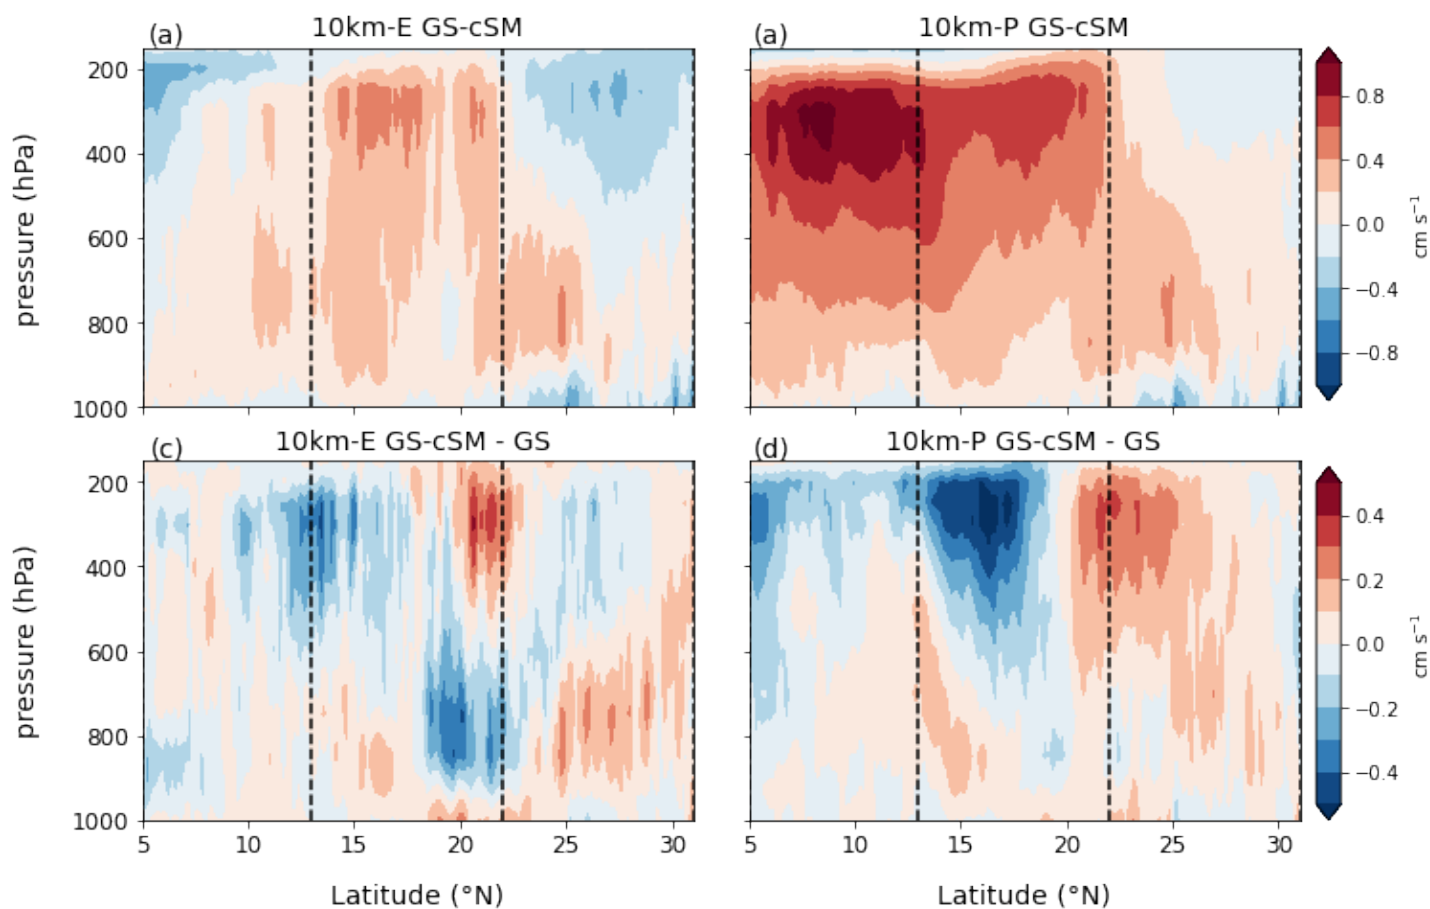 (a) 10km-E GS-cSM
(a) 10km-P GS-cSM
200
400
600
800
1000
pressure (hPa)
0.8
0.4
0.0
−0.4
−0.8
cm s⁻¹
(c) 10km-E GS-cSM - GS
(d) 10km-P GS-cSM - GS
200
400
600
800
1000
pressure (hPa)
0.4
0.2
0.0
−0.2
−0.4
cm s⁻¹
5 10 15 20 25 30
5 10 15 20 25 30
Latitude (°N)
Latitude (°N)